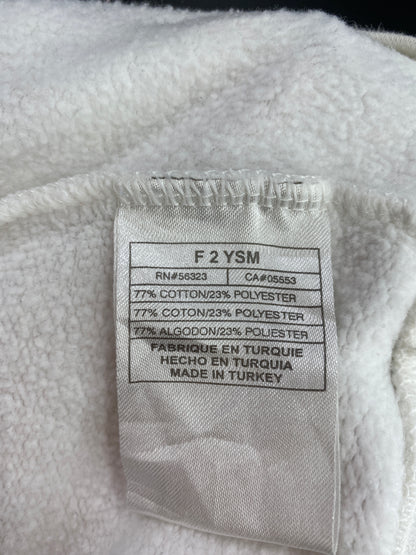 F 2 YSM
RN#56323 CA#05553
77% COTTON/23% POLYESTER
77% COTON/23% POLYESTER
77% ALGODON/23% POLIESTER
FABRIQUE EN TURQUIE
HECHO EN TURQUIA
MADE IN TURKEY